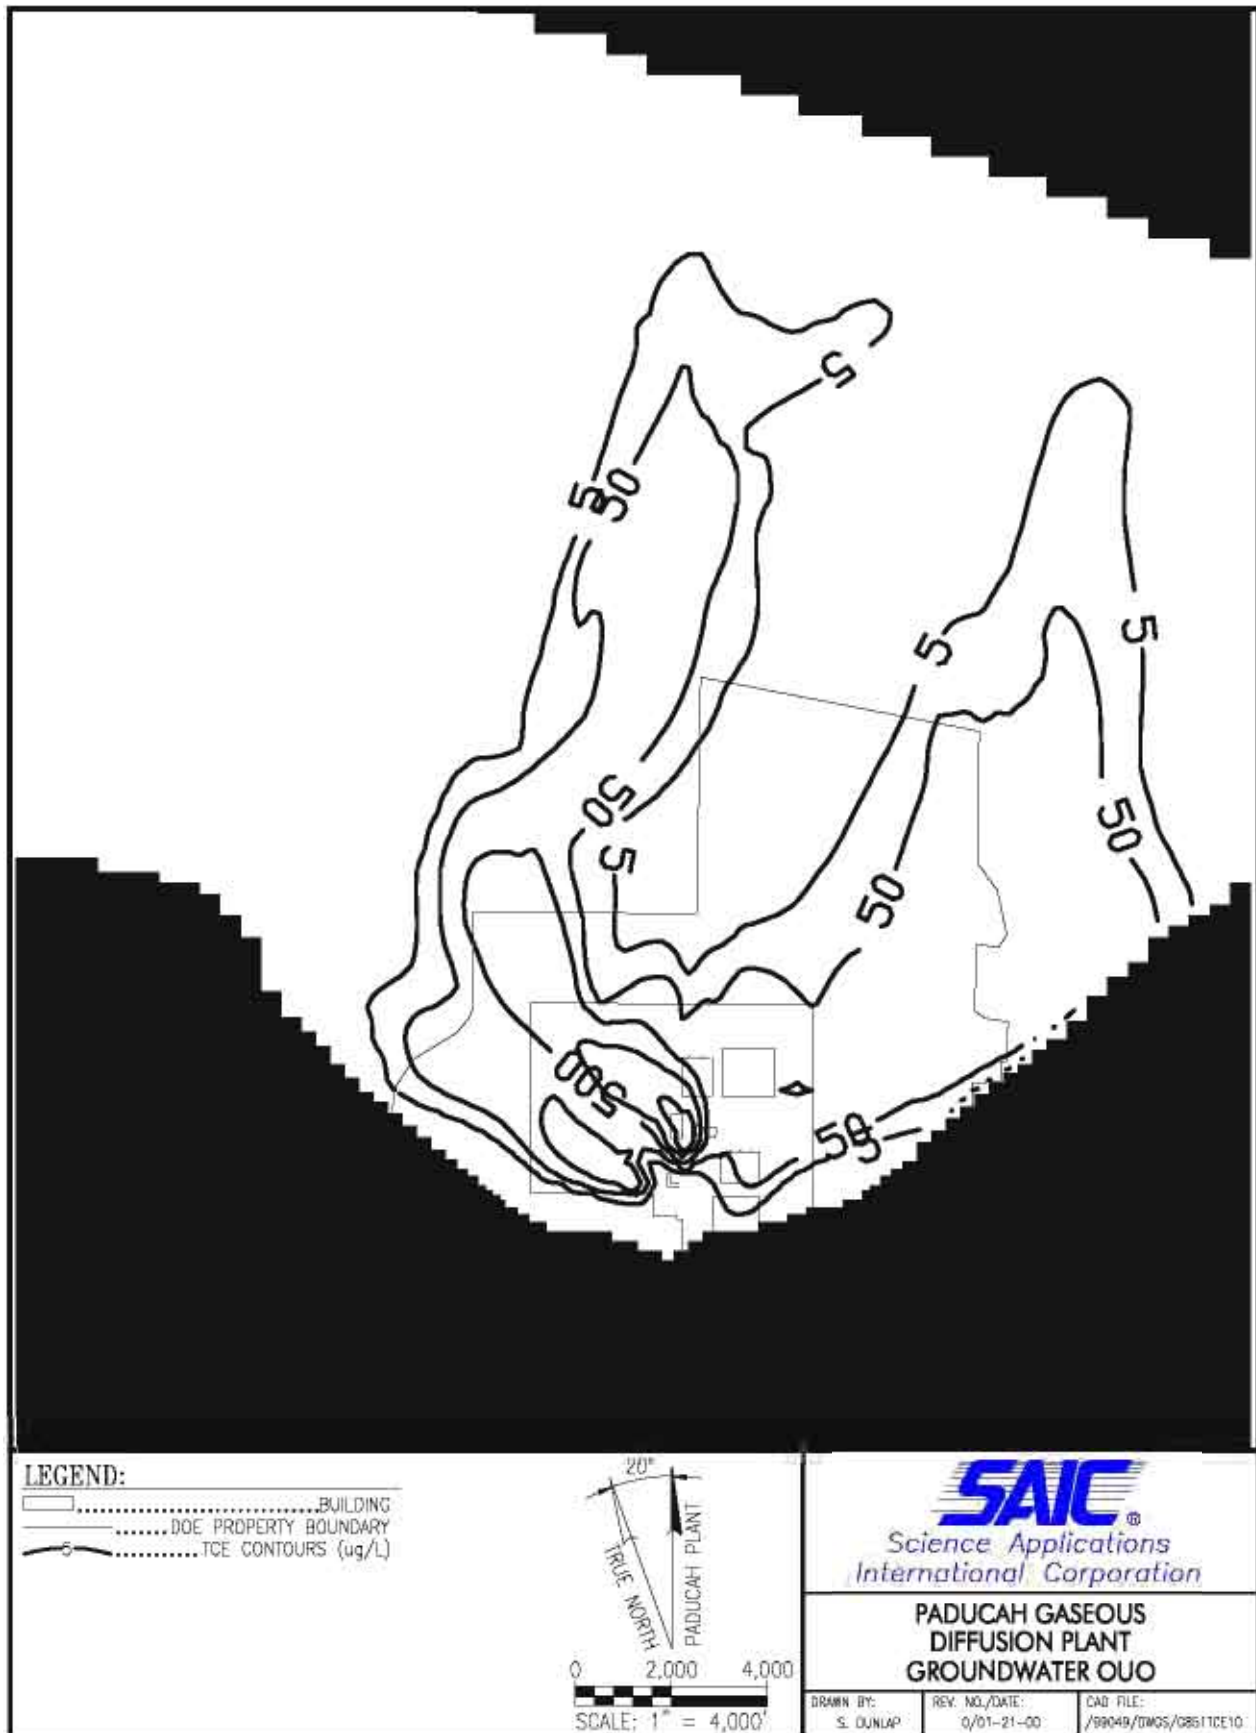 5
50
5
5
5
50
50
50
5
50
500
50
5
LEGEND:
BUILDING
DOE PROPERTY BOUNDARY
5 TCE CONTOURS (ug/L)
20°
TRUE NORTH
PADUCAH PLANT
0 2,000 4,000
SCALE: 1" = 4,000'
SAIC®
Science Applications
International Corporation
PADUCAH GASEOUS
DIFFUSION PLANT
GROUNDWATER OUO
DRAWN BY:
S. DUNLAP
REV. NO./DATE:
0/01-21-00
CAD FILE: